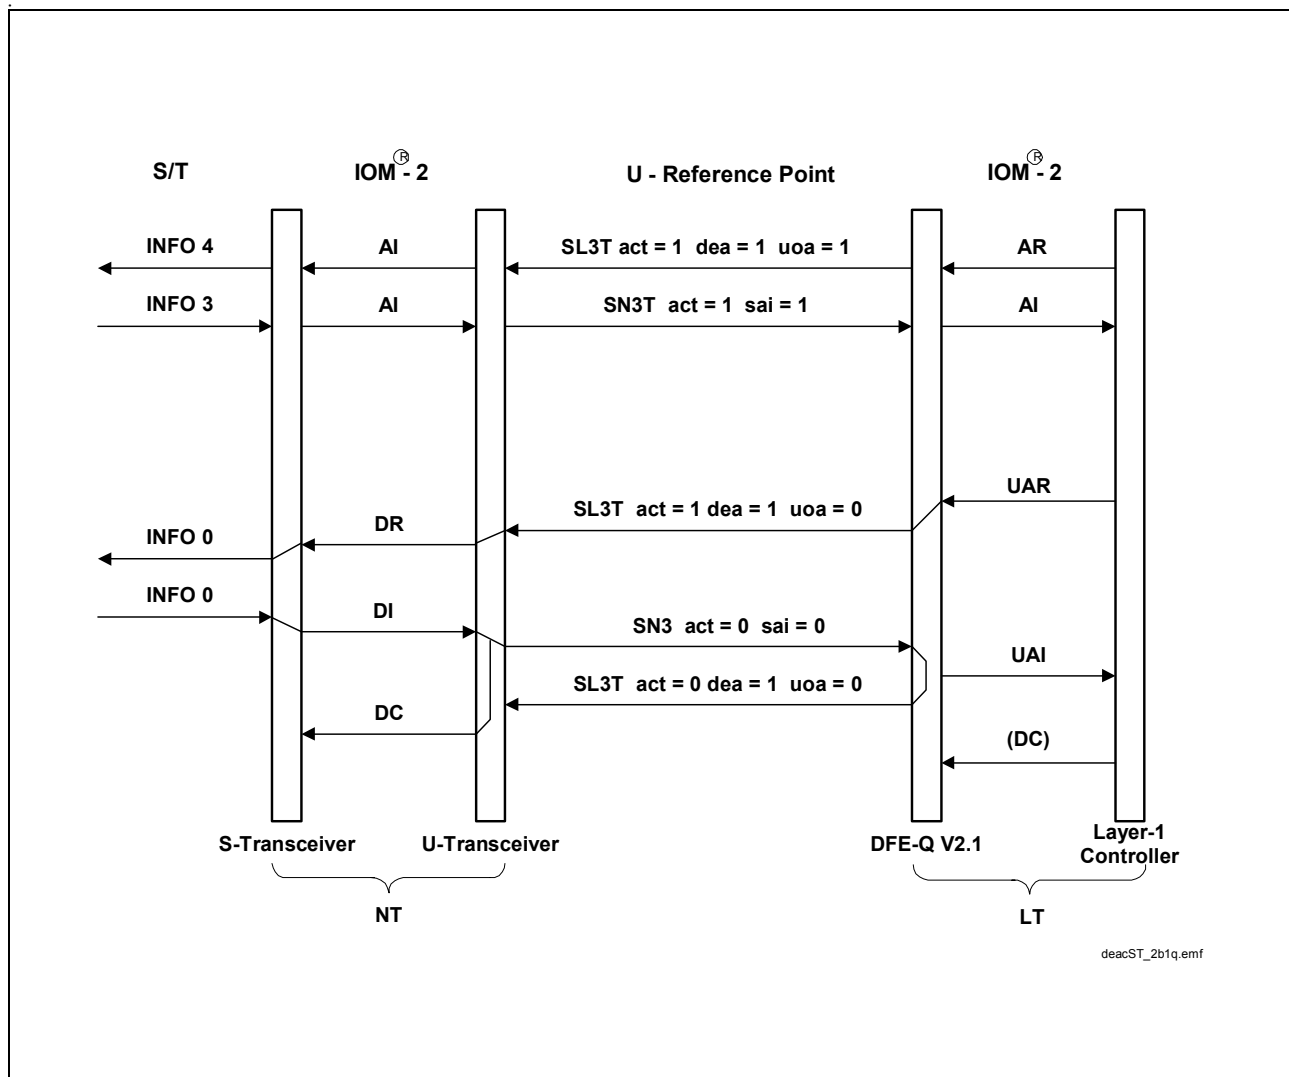 S/T IOM®-2 U - Reference Point IOM®-2
INFO 4 AI SL3T act = 1 dea = 1 uoa = 1 AR
INFO 3 AI SN3T act = 1 sai = 1 AI
UAR
SL3T act = 1 dea = 1 uoa = 0
DR
INFO 0
INFO 0 DI
SN3 act = 0 sai = 0
UAI
SL3T act = 0 dea = 1 uoa = 0
DC
(DC)
S-Transceiver U-Transceiver DFE-Q V2.1 Layer-1
Controller
NT LT
deacST_2b1q.emf